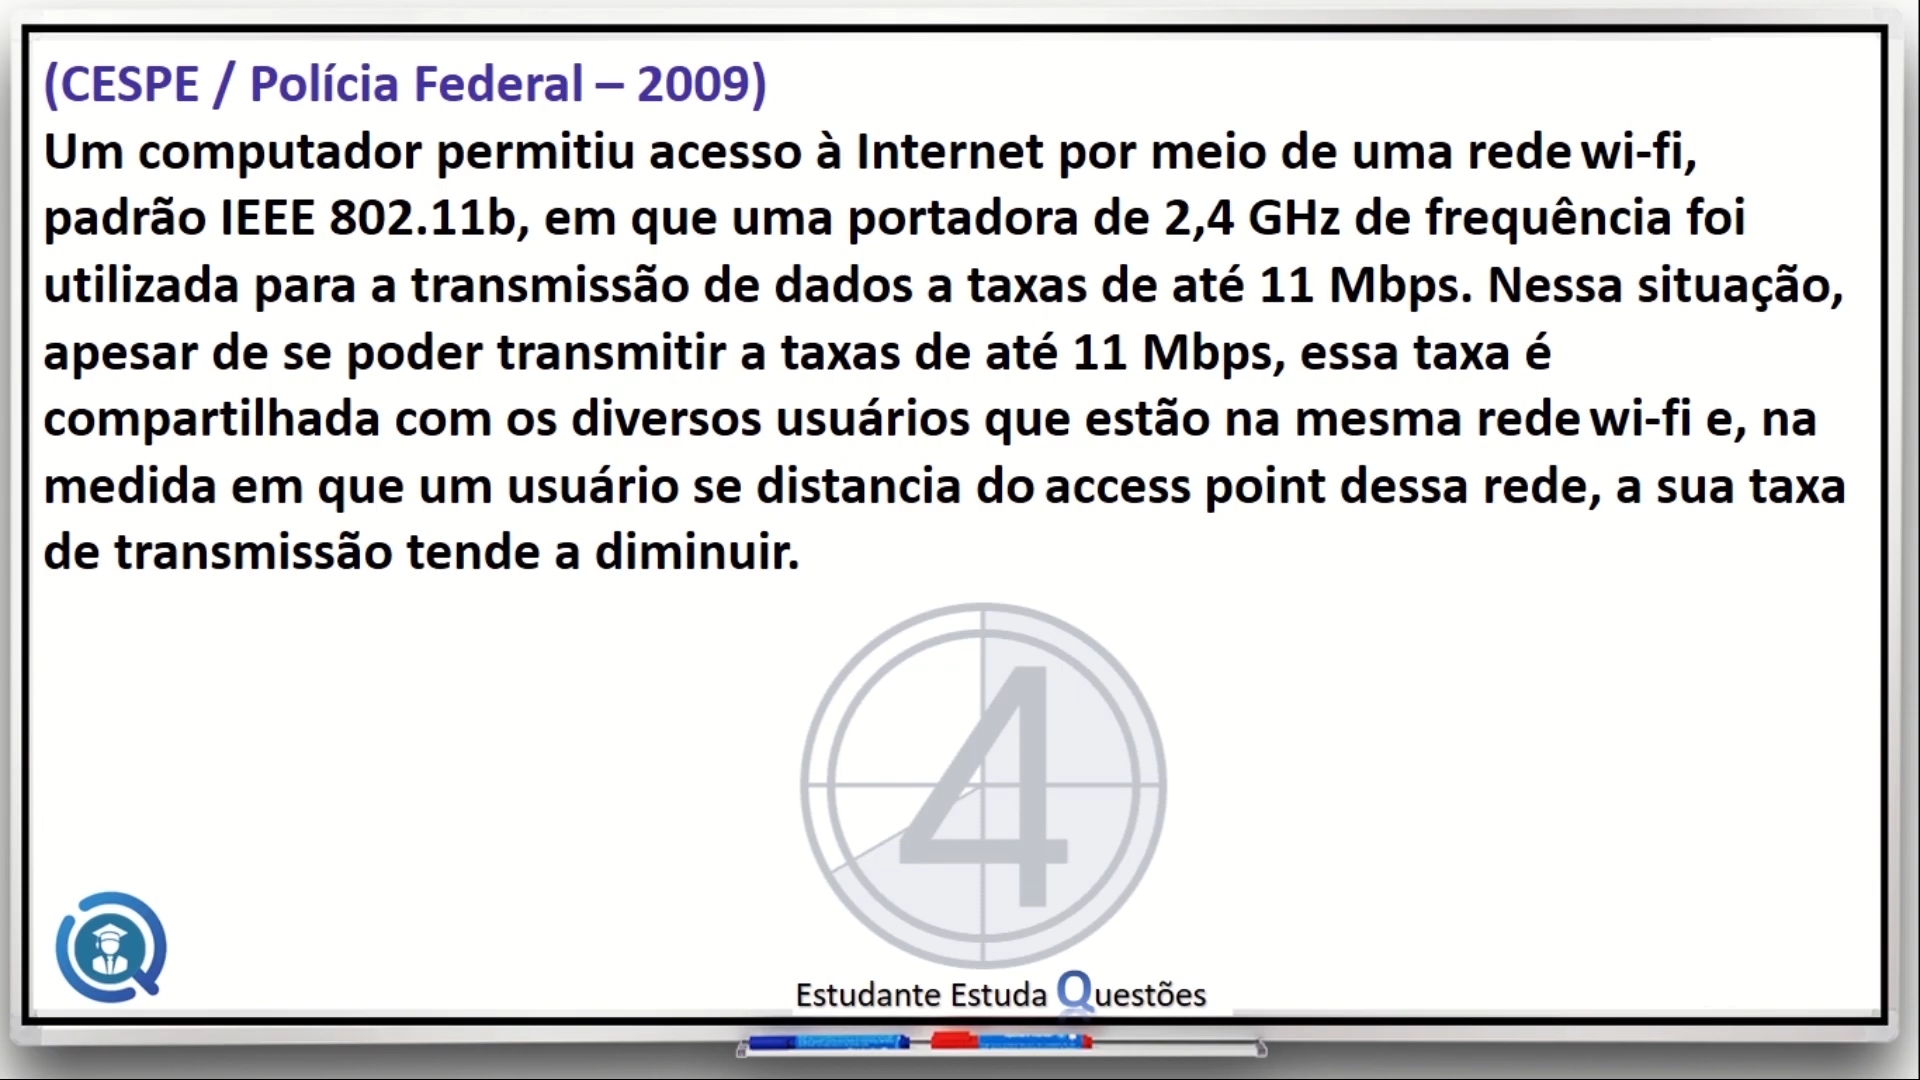 (CESPE / Polícia Federal – 2009)
Um computador permitiu acesso à Internet por meio de uma rede wi-fi,
padrão IEEE 802.11b, em que uma portadora de 2,4 GHz de frequência foi
utilizada para a transmissão de dados a taxas de até 11 Mbps. Nessa situação,
apesar de se poder transmitir a taxas de até 11 Mbps, essa taxa é
compartilhada com os diversos usuários que estão na mesma rede wi-fi e, na
medida em que um usuário se distancia do access point dessa rede, a sua taxa
de transmissão tende a diminuir.
4
Estudante Estuda Questões